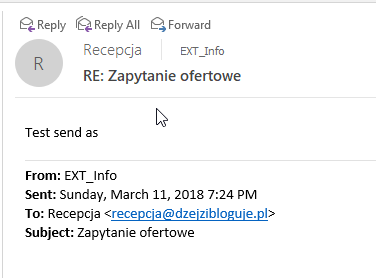 Reply Reply All Forward
R
Recepcja EXT_Info
RE: Zapytanie ofertowe
Test send as
From: EXT_Info
Sent: Sunday, March 11, 2018 7:24 PM
To: Recepcja <recepcja@dzejzibloguje.pl>
Subject: Zapytanie ofertowe